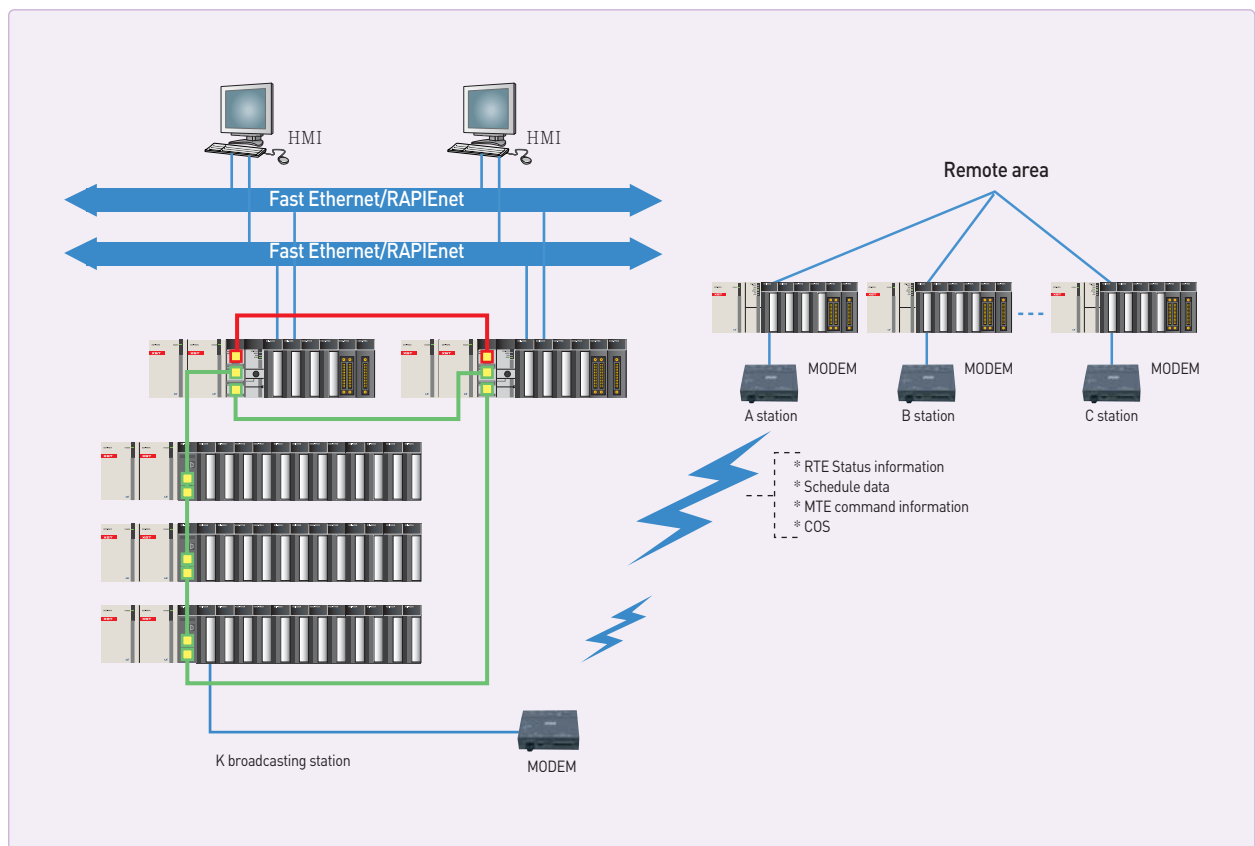 HMI
HMI
Fast Ethernet/RAPIEnet
Fast Ethernet/RAPIEnet
Remote area
MODEM
MODEM
MODEM
A station
B station
C station
* RTE Status information
* Schedule data
* MTE command information
* COS
K broadcasting station
MODEM